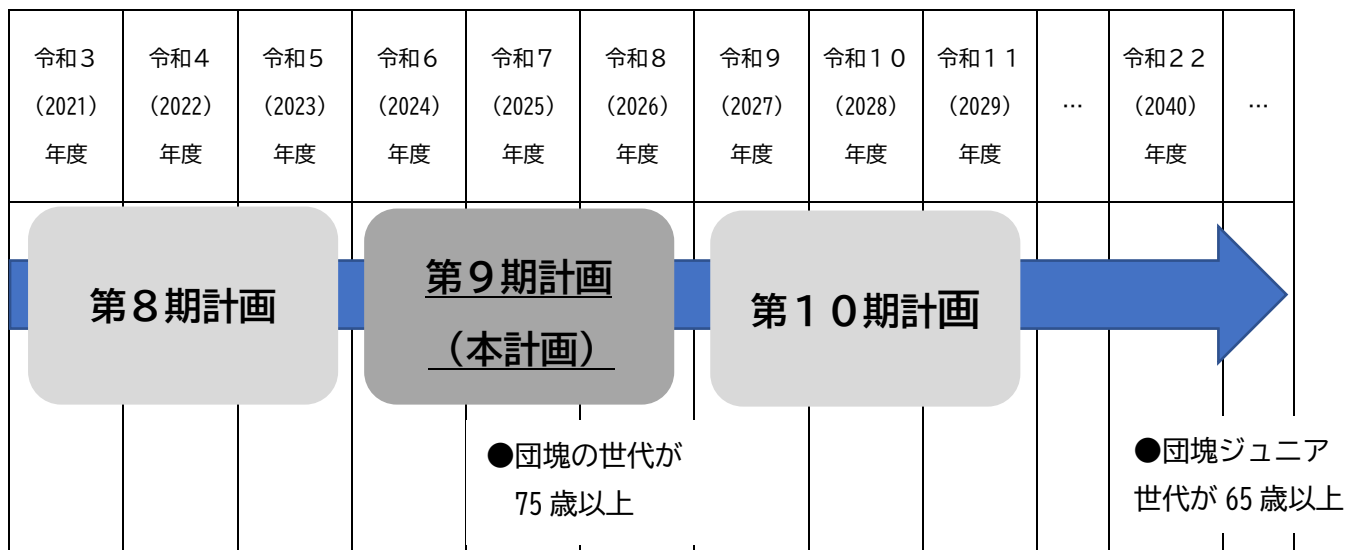 令和３
（2021）
年度
令和４
（2022）
年度
令和５
（2023）
年度
令和６
（2024）
年度
令和７
（2025）
年度
令和８
（2026）
年度
令和９
（2027）
年度
令和１０
（2028）
年度
令和１１
（2029）
年度
…
令和２２
（2040）
年度
…
第８期計画
第９期計画
（本計画）
第１０期計画
●団塊の世代が
75 歳以上
●団塊ジュニア
世代が 65 歳以上